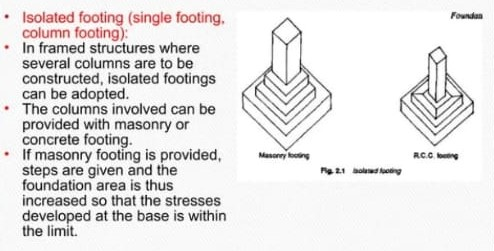 • Isolated footing (single footing,
column footing):
• In framed structures where
several columns are to be
constructed, isolated footings
can be adopted.
• The columns involved can be
provided with masonry or
concrete footing.
• If masonry footing is provided,
steps are given and the
foundation area is thus
increased so that the stresses
developed at the base is within
the limit.
Foundas
Masonry footing
R.C.C. footing
Fig. 2.1 Isolated footing